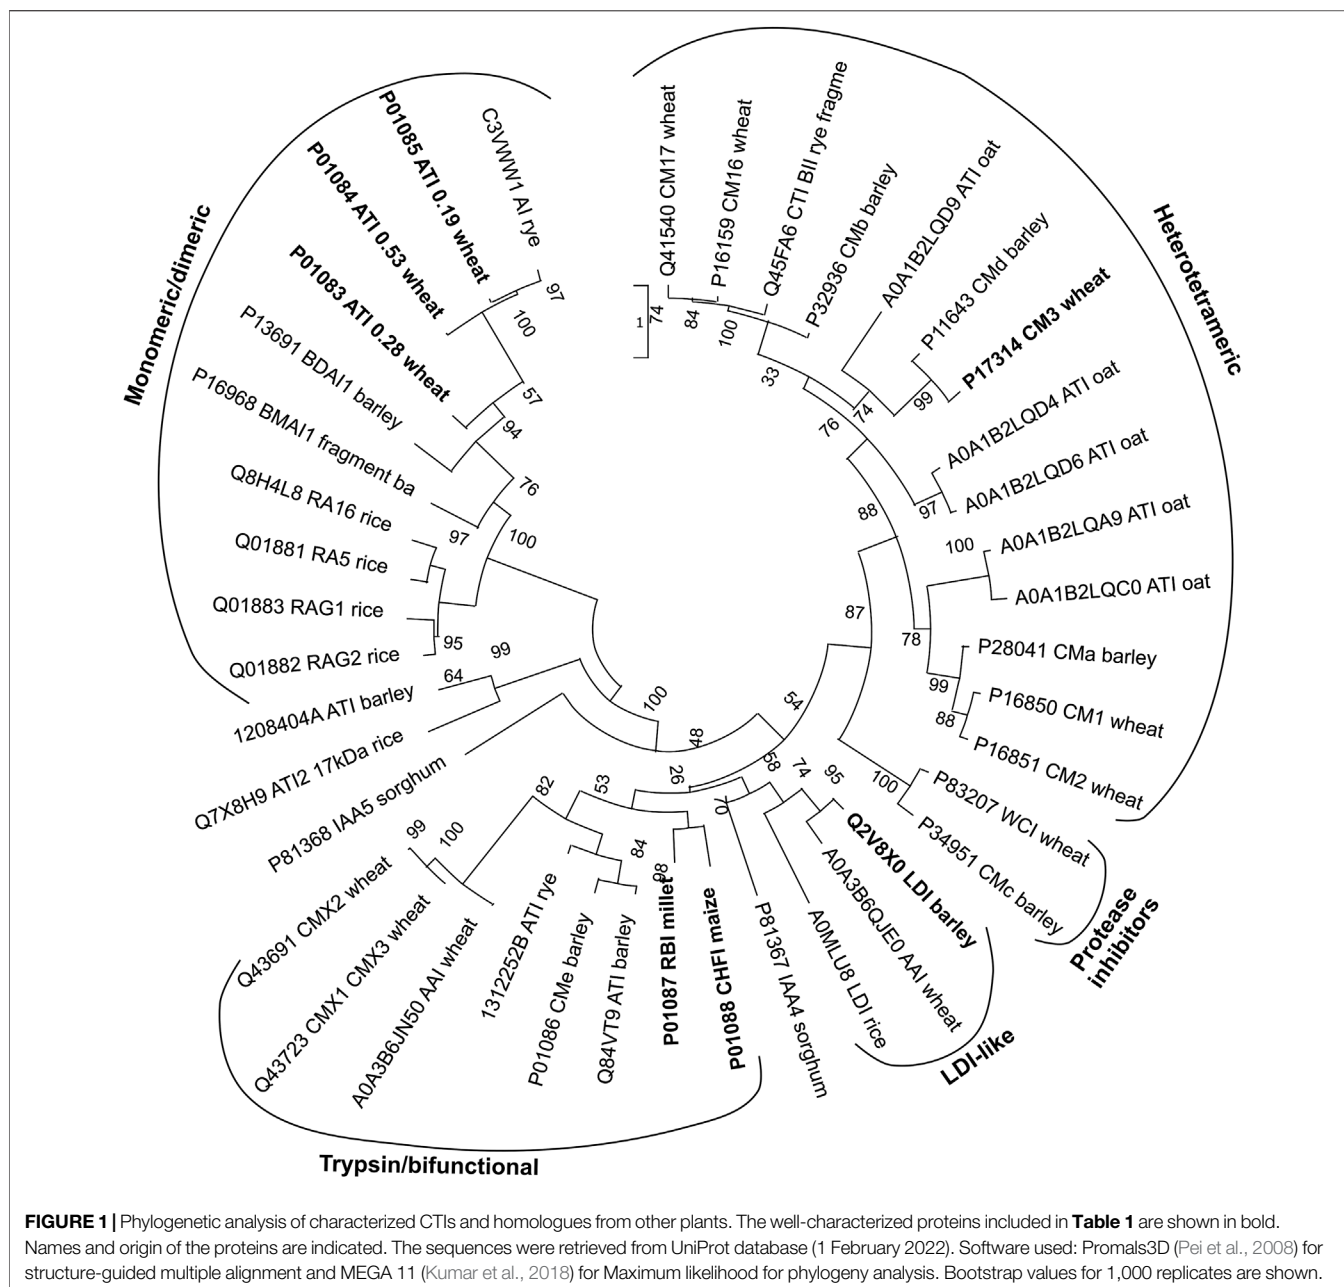 Monomeric/dimeric
C3VWW1 AI rye
P01085 ATI 0.19 wheat
P01084 ATI 0.53 wheat
P01083 ATI 0.28 wheat
P13691 BDAI1 barley
P16968 BMAI1 fragment ba
Q8H4L8 RA16 rice
Q01881 RA5 rice
Q01883 RAG1 rice
Q01882 RAG2 rice
1208404A ATI barley
Q7X8H9 ATI2 17kDa rice
P81368 IAA5 sorghum
Q43691 CMX2 wheat
Q43723 CMX1 CMX3 wheat
A0A3B6JN50 AAI wheat
1312252B ATI rye
P01086 CMe barley
Q84VT9 ATI barley
P01087 RBI millet
P01088 CHFI maize
Trypsin/bifunctional
P81367 IAA4 sorghum
A0MLU8 LDI rice
A0A3B6QJE0 AAI wheat
Q2V8X0 LDI barley
LDI-like
P34951 CMc barley
P83207 WCI wheat
Protease
inhibitors
P16851 CM2 wheat
P16850 CM1 wheat
P28041 CMa barley
A0A1B2LQC0 ATI oat
A0A1B2LQA9 ATI oat
A0A1B2LQD6 ATI oat
A0A1B2LQD4 ATI oat
P17314 CM3 wheat
P11643 CMd barley
A0A1B2LQD9 ATI oat
P32936 CMb barley
Q45FA6 CTI BII rye fragme
P16159 CM16 wheat
Q41540 CM17 wheat
Heterotetrameric
1
74
84
100
33
76
74
99
97
88
100
78
99
88
87
100
54
95
74
58
70
48
26
53
82
84
98
99
100
100
99
64
95
97
100
76
94
57
100
97
FIGURE 1 | Phylogenetic analysis of characterized CTIs and homologues from other plants. The well-characterized proteins included in Table 1 are shown in bold.
Names and origin of the proteins are indicated. The sequences were retrieved from UniProt database (1 February 2022). Software used: Promals3D (Pei et al., 2008) for
structure-guided multiple alignment and MEGA 11 (Kumar et al., 2018) for Maximum likelihood for phylogeny analysis. Bootstrap values for 1,000 replicates are shown.